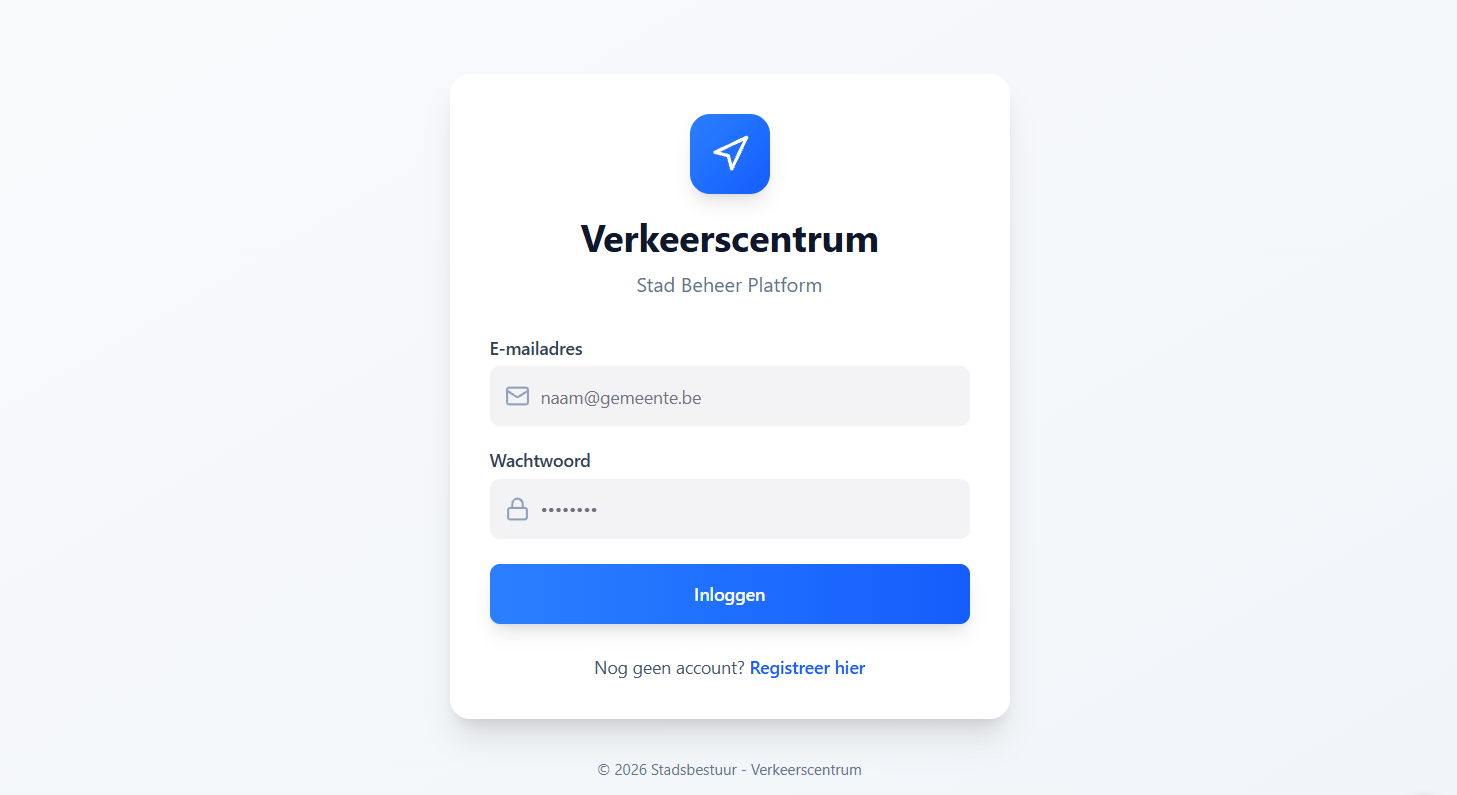 Verkeerscentrum
Stad Beheer Platform
E-mailadres
naam@gemeente.be
Wachtwoord
••••••••
Inloggen
Nog geen account? Registreer hier
© 2026 Stadsbestuur - Verkeerscentrum